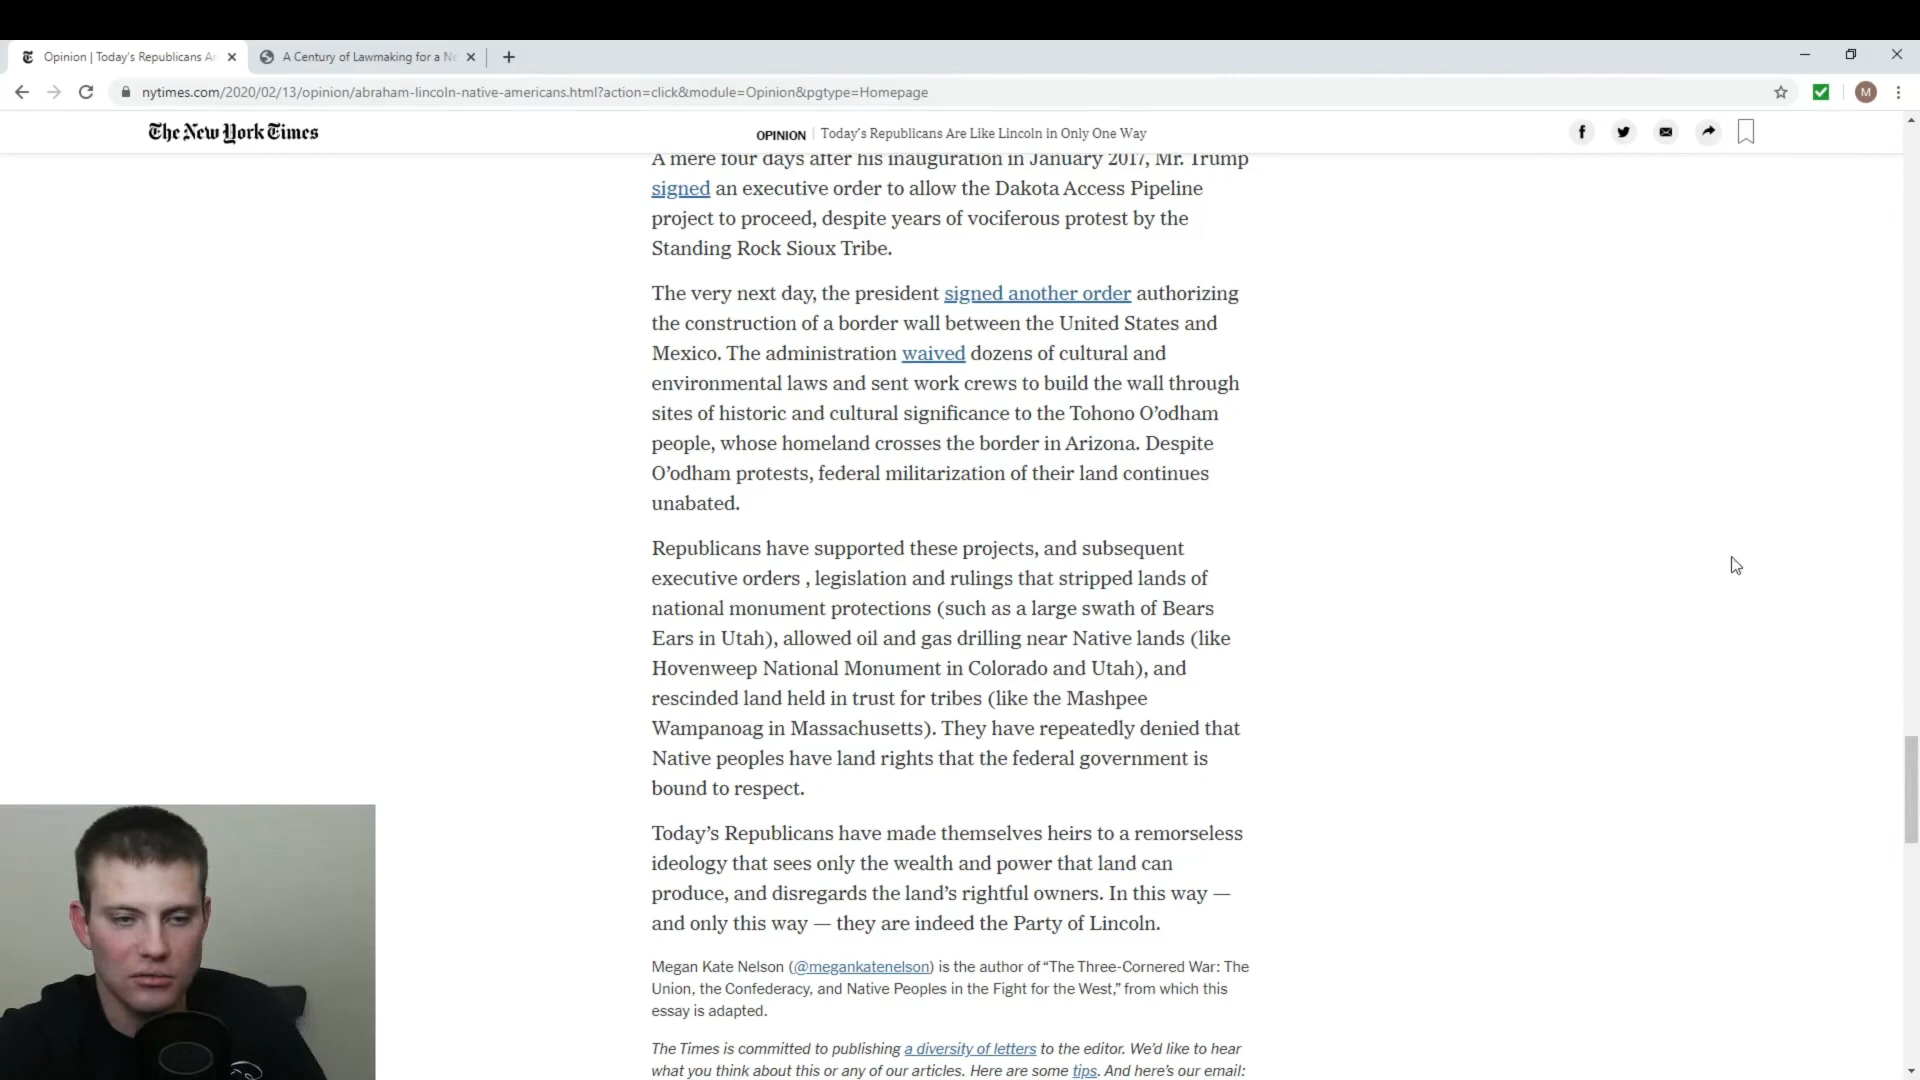 Opinion | Today's Republicans Ar
A Century of Lawmaking for a Ne
nytimes.com/2020/02/13/opinion/abraham-lincoln-native-americans.html?action=click&module=Opinion&pgtype=Homepage
M
The New York Times
OPINION | Today's Republicans Are Like Lincoln in Only One Way
A mere four days after his inauguration in January 2017, Mr. Trump
signed an executive order to allow the Dakota Access Pipeline
project to proceed, despite years of vociferous protest by the
Standing Rock Sioux Tribe.
The very next day, the president signed another order authorizing
the construction of a border wall between the United States and
Mexico. The administration waived dozens of cultural and
environmental laws and sent work crews to build the wall through
sites of historic and cultural significance to the Tohono O’odham
people, whose homeland crosses the border in Arizona. Despite
O’odham protests, federal militarization of their land continues
unabated.
Republicans have supported these projects, and subsequent
executive orders , legislation and rulings that stripped lands of
national monument protections (such as a large swath of Bears
Ears in Utah), allowed oil and gas drilling near Native lands (like
Hovenweep National Monument in Colorado and Utah), and
rescinded land held in trust for tribes (like the Mashpee
Wampanoag in Massachusetts). They have repeatedly denied that
Native peoples have land rights that the federal government is
bound to respect.
Today’s Republicans have made themselves heirs to a remorseless
ideology that sees only the wealth and power that land can
produce, and disregards the land’s rightful owners. In this way —
and only this way — they are indeed the Party of Lincoln.
Megan Kate Nelson (@megankatenelson) is the author of “The Three-Cornered War: The
Union, the Confederacy, and Native Peoples in the Fight for the West,” from which this
essay is adapted.
The Times is committed to publishing a diversity of letters to the editor. We’d like to hear
what you think about this or any of our articles. Here are some tips. And here’s our email: